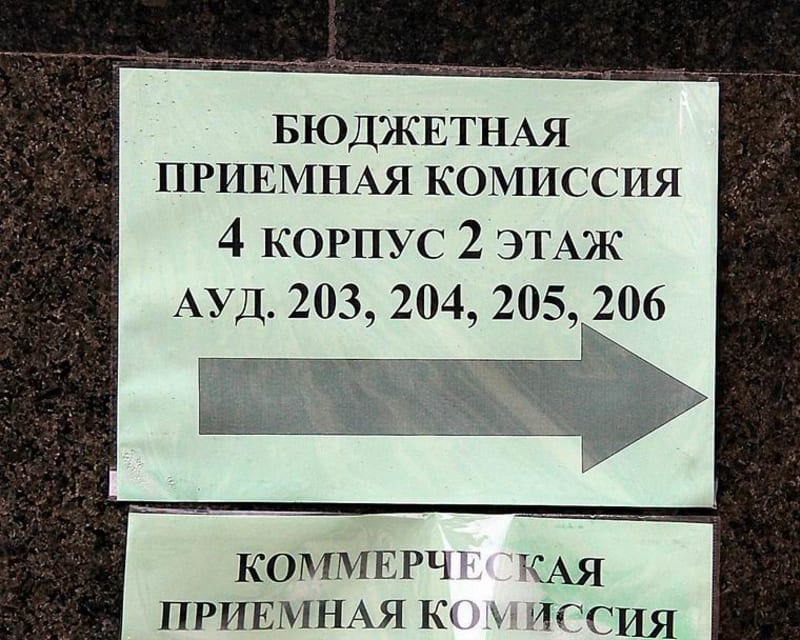 БЮДЖЕТНАЯ
ПРИЕМНАЯ КОМИССИЯ
4 КОРПУС 2 ЭТАЖ
АУД. 203, 204, 205, 206
КОММЕРЧЕСКАЯ
ПРИЕМНАЯ КОМИССИЯ